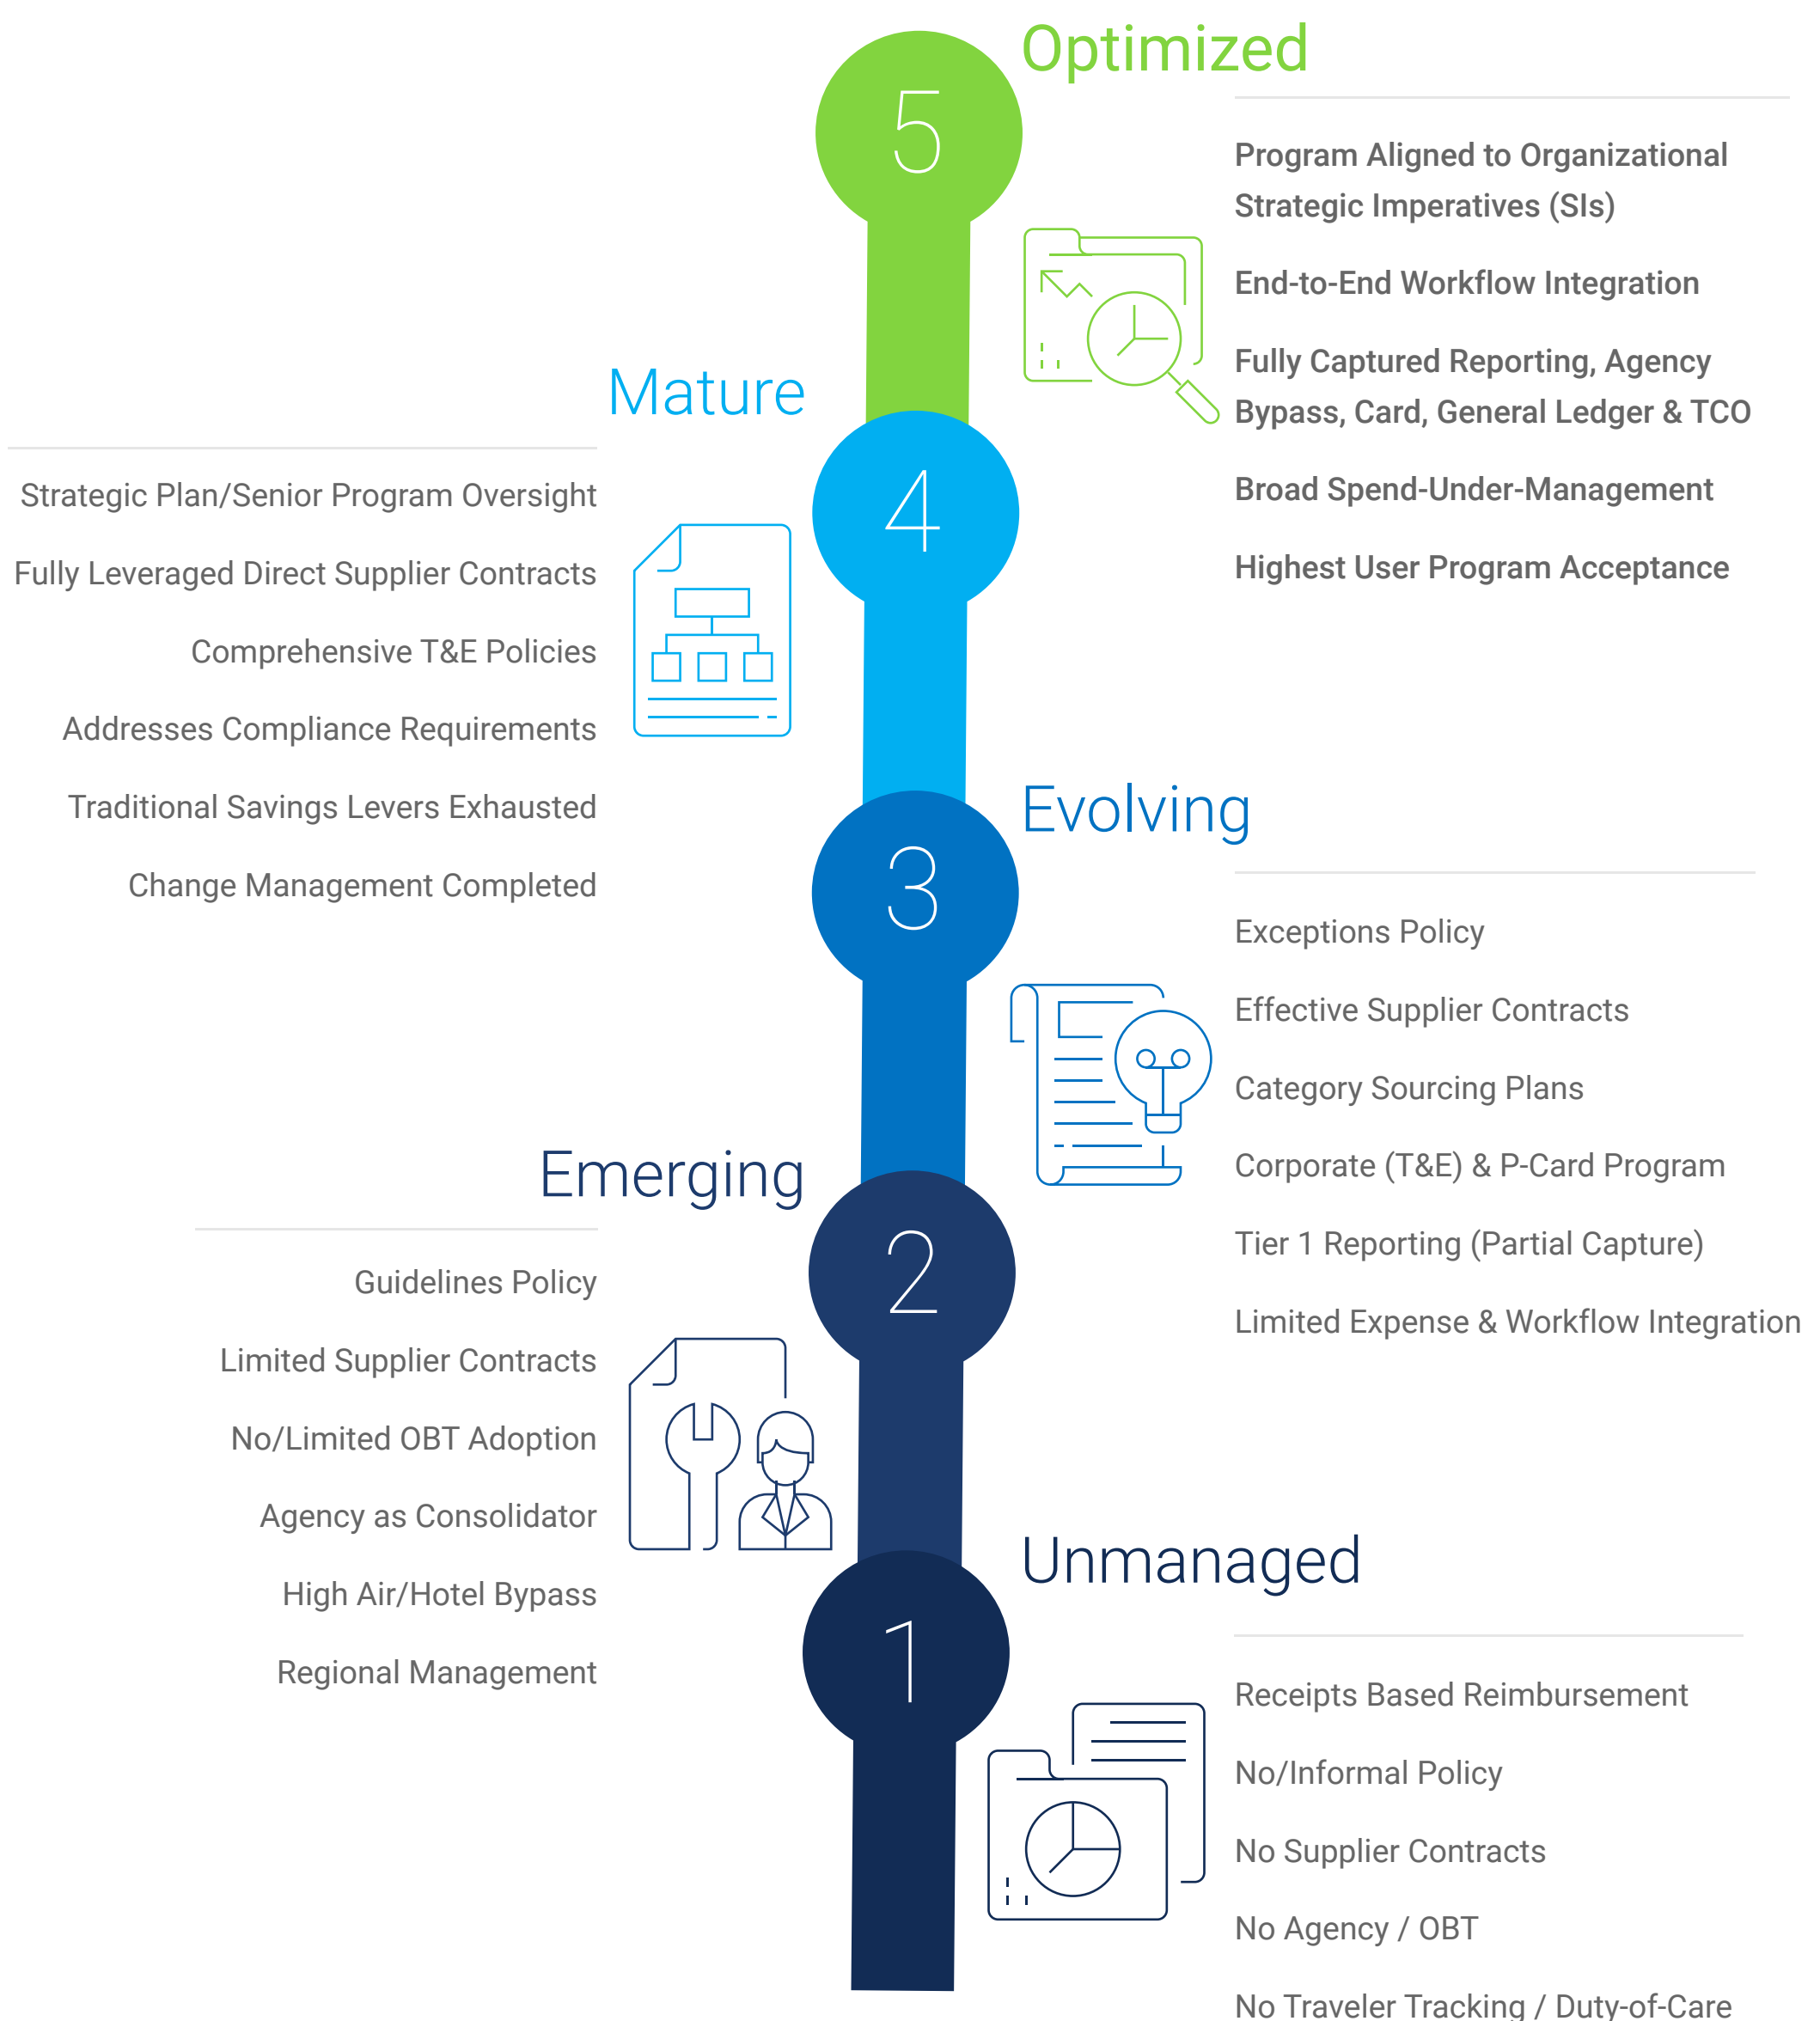 Optimized
5
Program Aligned to Organizational
Strategic Imperatives (SIs)
End-to-End Workflow Integration
Fully Captured Reporting, Agency
Bypass, Card, General Ledger & TCO
Broad Spend-Under-Management
Highest User Program Acceptance
Mature
4
Strategic Plan/Senior Program Oversight
Fully Leveraged Direct Supplier Contracts
Comprehensive T&E Policies
Addresses Compliance Requirements
Traditional Savings Levers Exhausted
Change Management Completed
Evolving
3
Exceptions Policy
Effective Supplier Contracts
Category Sourcing Plans
Corporate (T&E) & P-Card Program
Tier 1 Reporting (Partial Capture)
Limited Expense & Workflow Integration
Emerging
2
Guidelines Policy
Limited Supplier Contracts
No/Limited OBT Adoption
Agency as Consolidator
High Air/Hotel Bypass
Regional Management
Unmanaged
1
Receipts Based Reimbursement
No/Informal Policy
No Supplier Contracts
No Agency / OBT
No Traveler Tracking / Duty-of-Care